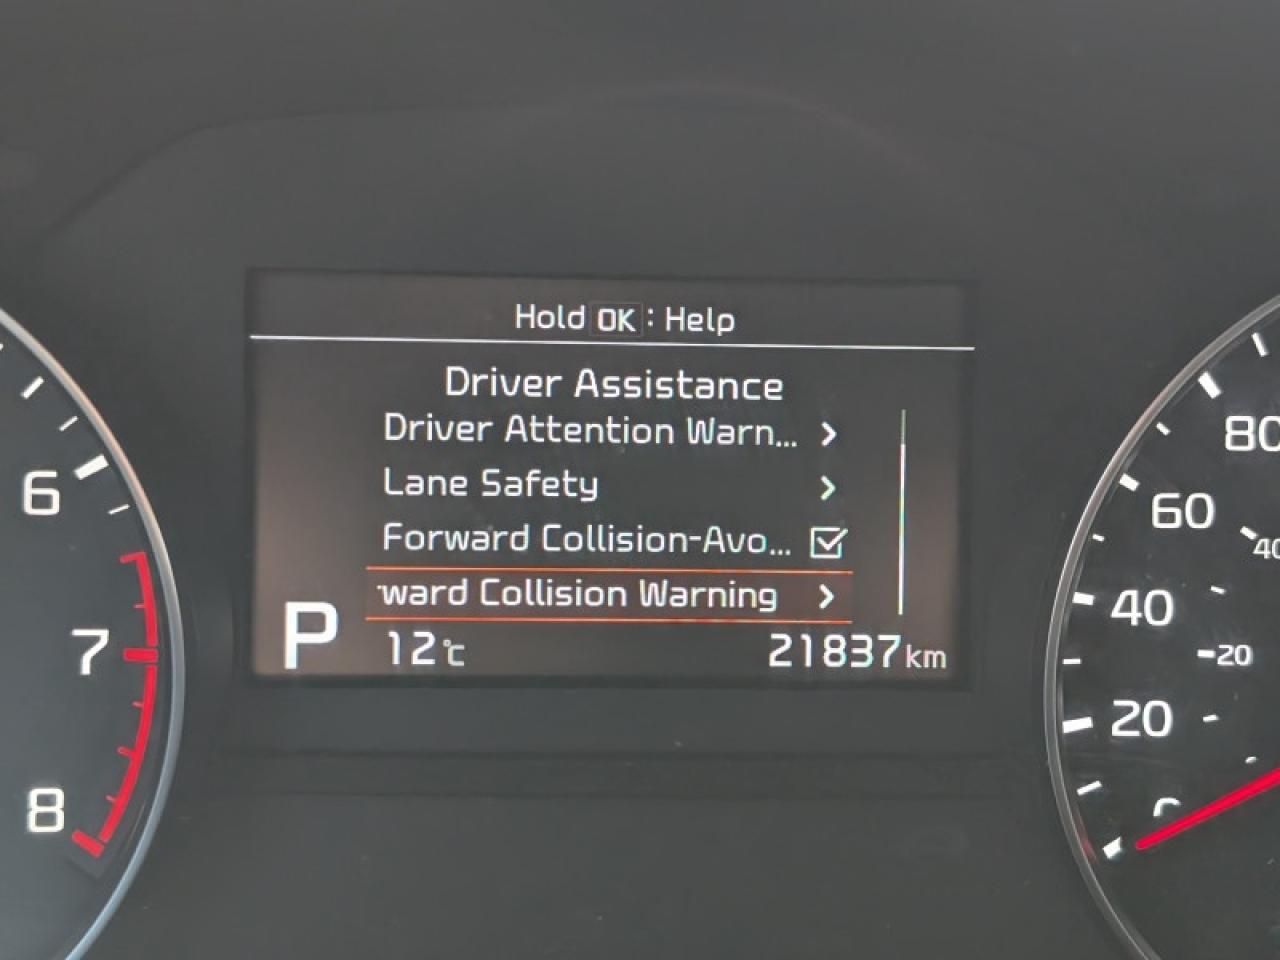 Hold OK : Help
Driver Assistance
Driver Attention Warn... >
Lane Safety >
Forward Collision-Avo...
ward Collision Warning >
P
12℃
21837km
6
7
8
80
60
40
20
40
20